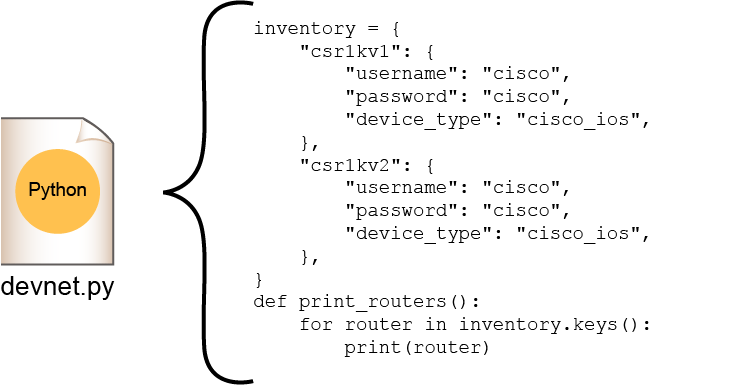 Python
devnet.py
inventory = {
    "csr1kv1": {
        "username": "cisco",
        "password": "cisco",
        "device_type": "cisco_ios",
    },
    "csr1kv2": {
        "username": "cisco",
        "password": "cisco",
        "device_type": "cisco_ios",
    },
}
def print_routers():
    for router in inventory.keys():
        print(router)